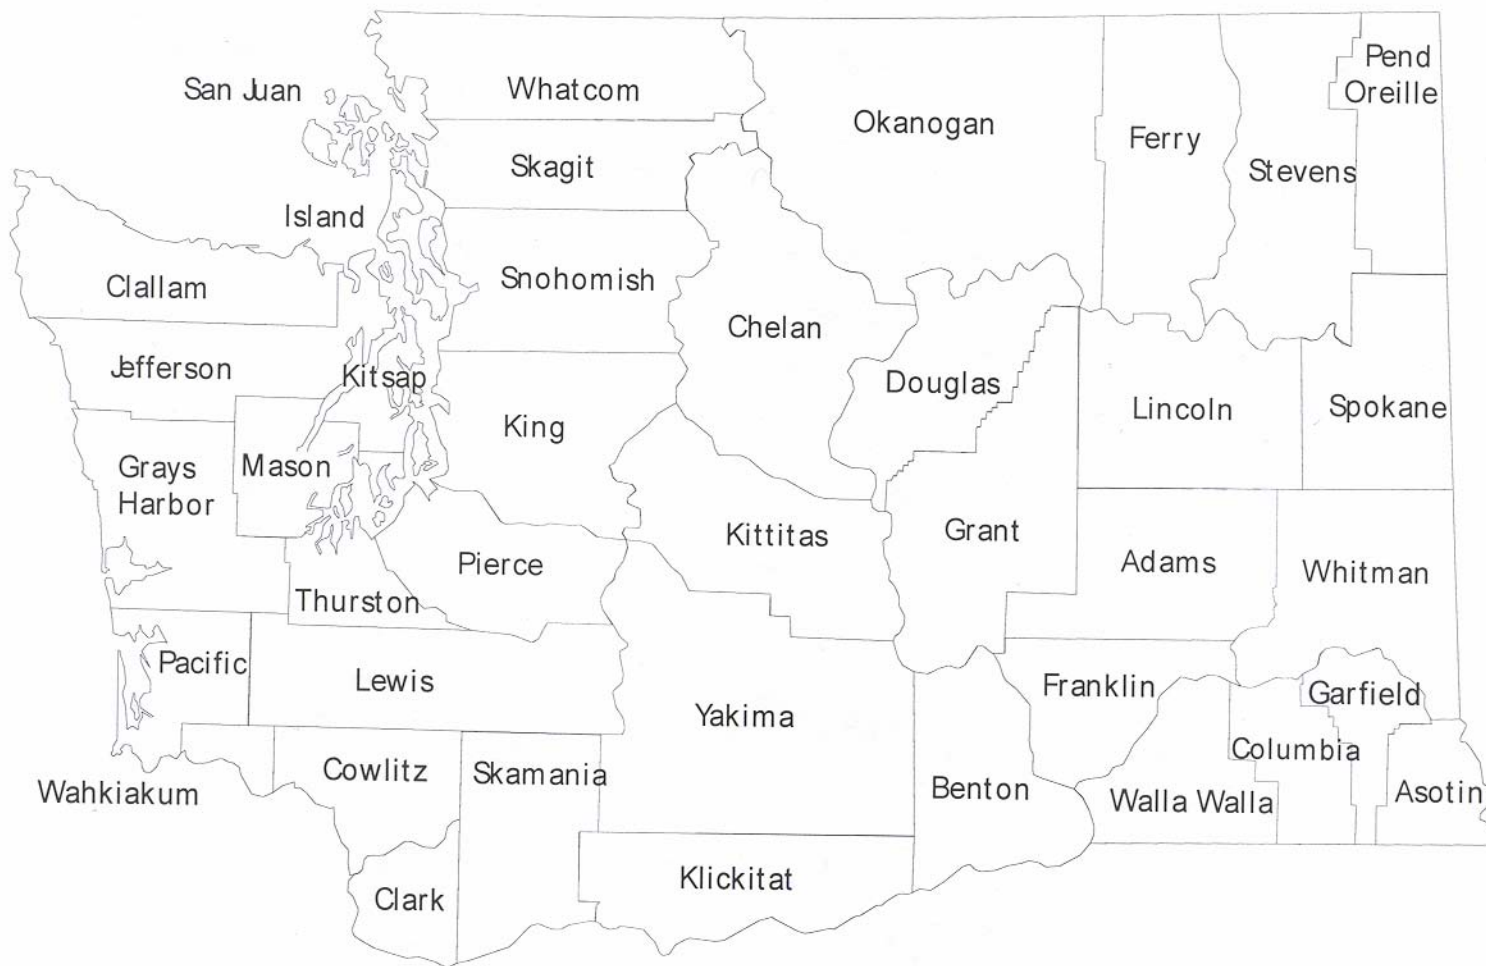 Pend
Oreille
San Juan
Whatcom
Okanogan
Ferry
Skagit
Stevens
Island
Snohomish
Clallam
Chelan
Jefferson
Kitsap
Douglas
Lincoln
Spokane
King
Grays
Harbor
Mason
Kittitas
Grant
Adams
Whitman
Pierce
Thurston
Pacific
Lewis
Yakima
Franklin
Garfield
Columbia
Cowlitz
Skamania
Wahkiakum
Benton
Walla Walla
Asotin
Klickitat
Clark